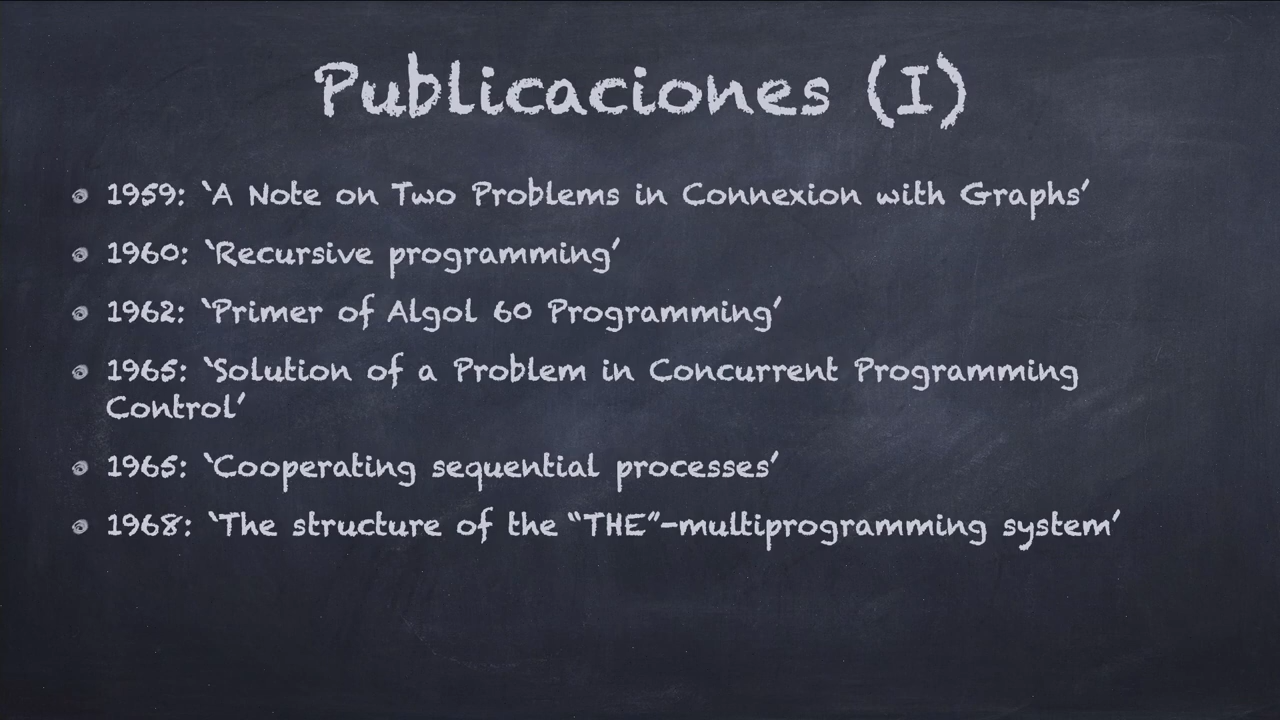 Publicaciones (I)
1959: ‘A Note on Two Problems in Connexion with Graphs’
1960: ‘Recursive programming’
1962: ‘Primer of Algol 60 Programming’
1965: ‘Solution of a Problem in Concurrent Programming
Control’
1965: ‘Cooperating sequential processes’
1968: ‘The structure of the “THE”-multiprogramming system’